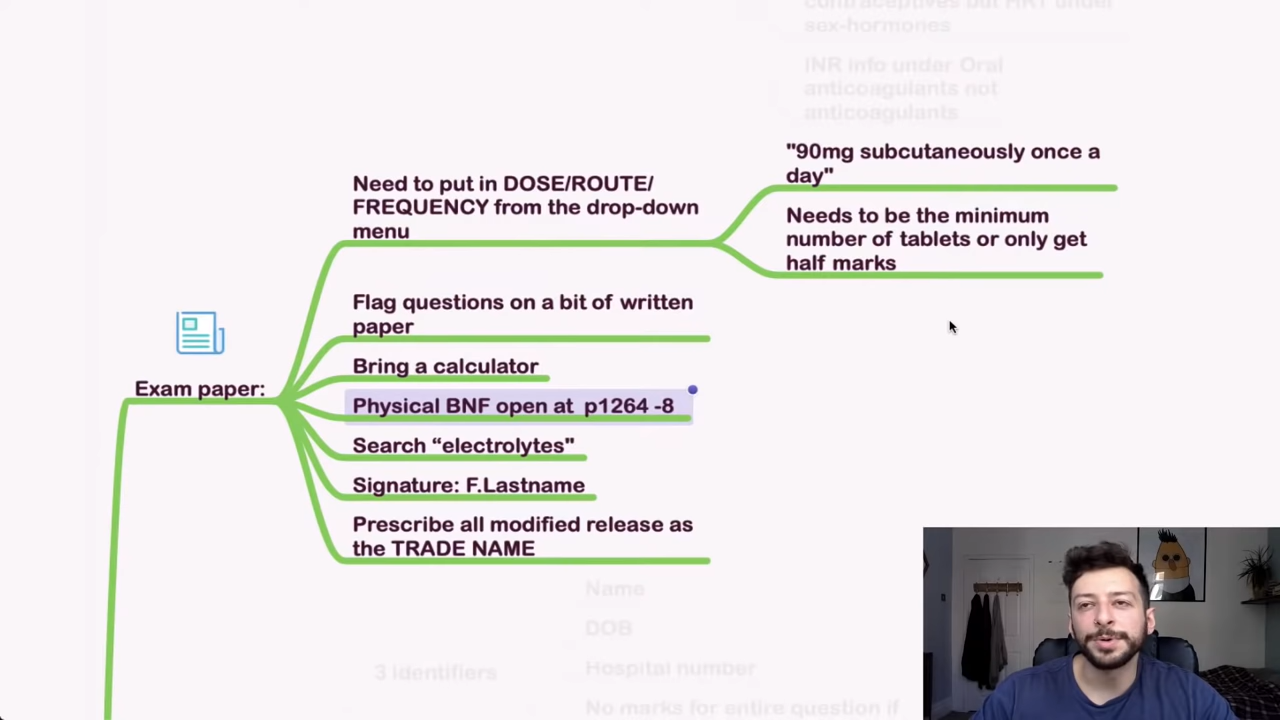 contraceptives but HRT under
sex-hormones
INR info under Oral
anticoagulants not
anticoagulants
"90mg subcutaneously once a
day"
Need to put in DOSE/ROUTE/
FREQUENCY from the drop-down
menu
Needs to be the minimum
number of tablets or only get
half marks
Flag questions on a bit of written
paper
Bring a calculator
Exam paper:
Physical BNF open at  p1264 -8
Search “electrolytes"
Signature: F.Lastname
Prescribe all modified release as
the TRADE NAME
Name
DOB
3 Identifiers
Hospital number
No marks for entire question if